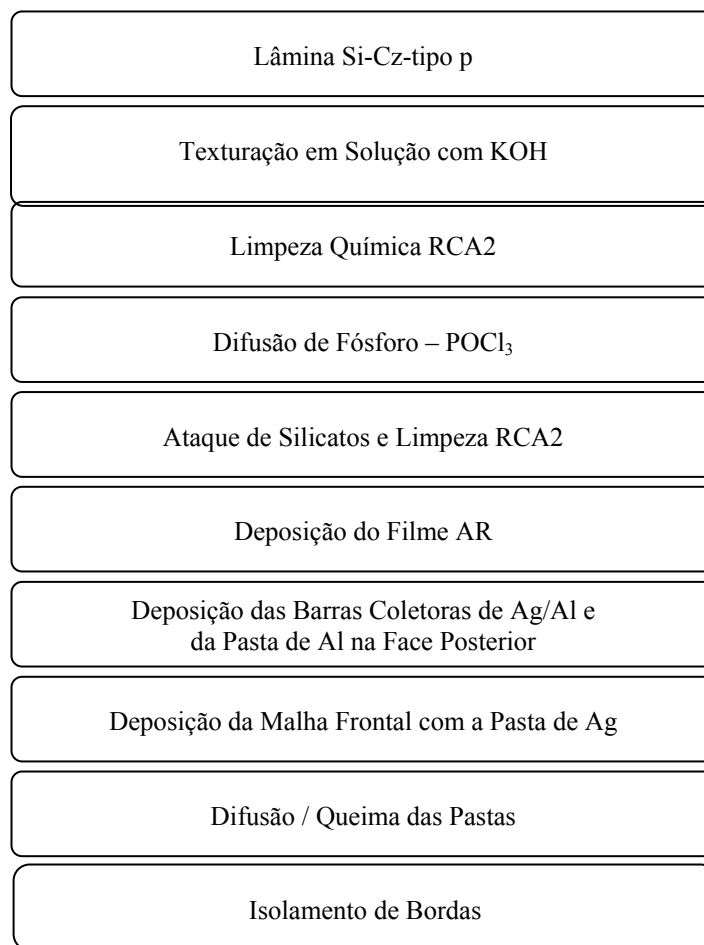 Lâmina Si-Cz-tipo p
Texturação em Solução com KOH
Limpeza Química RCA2
Difusão de Fósforo – POCl₃
Ataque de Silicatos e Limpeza RCA2
Deposição do Filme AR
Deposição das Barras Coletoras de Ag/Al e
da Pasta de Al na Face Posterior
Deposição da Malha Frontal com a Pasta de Ag
Difusão / Queima das Pastas
Isolamento de Bordas